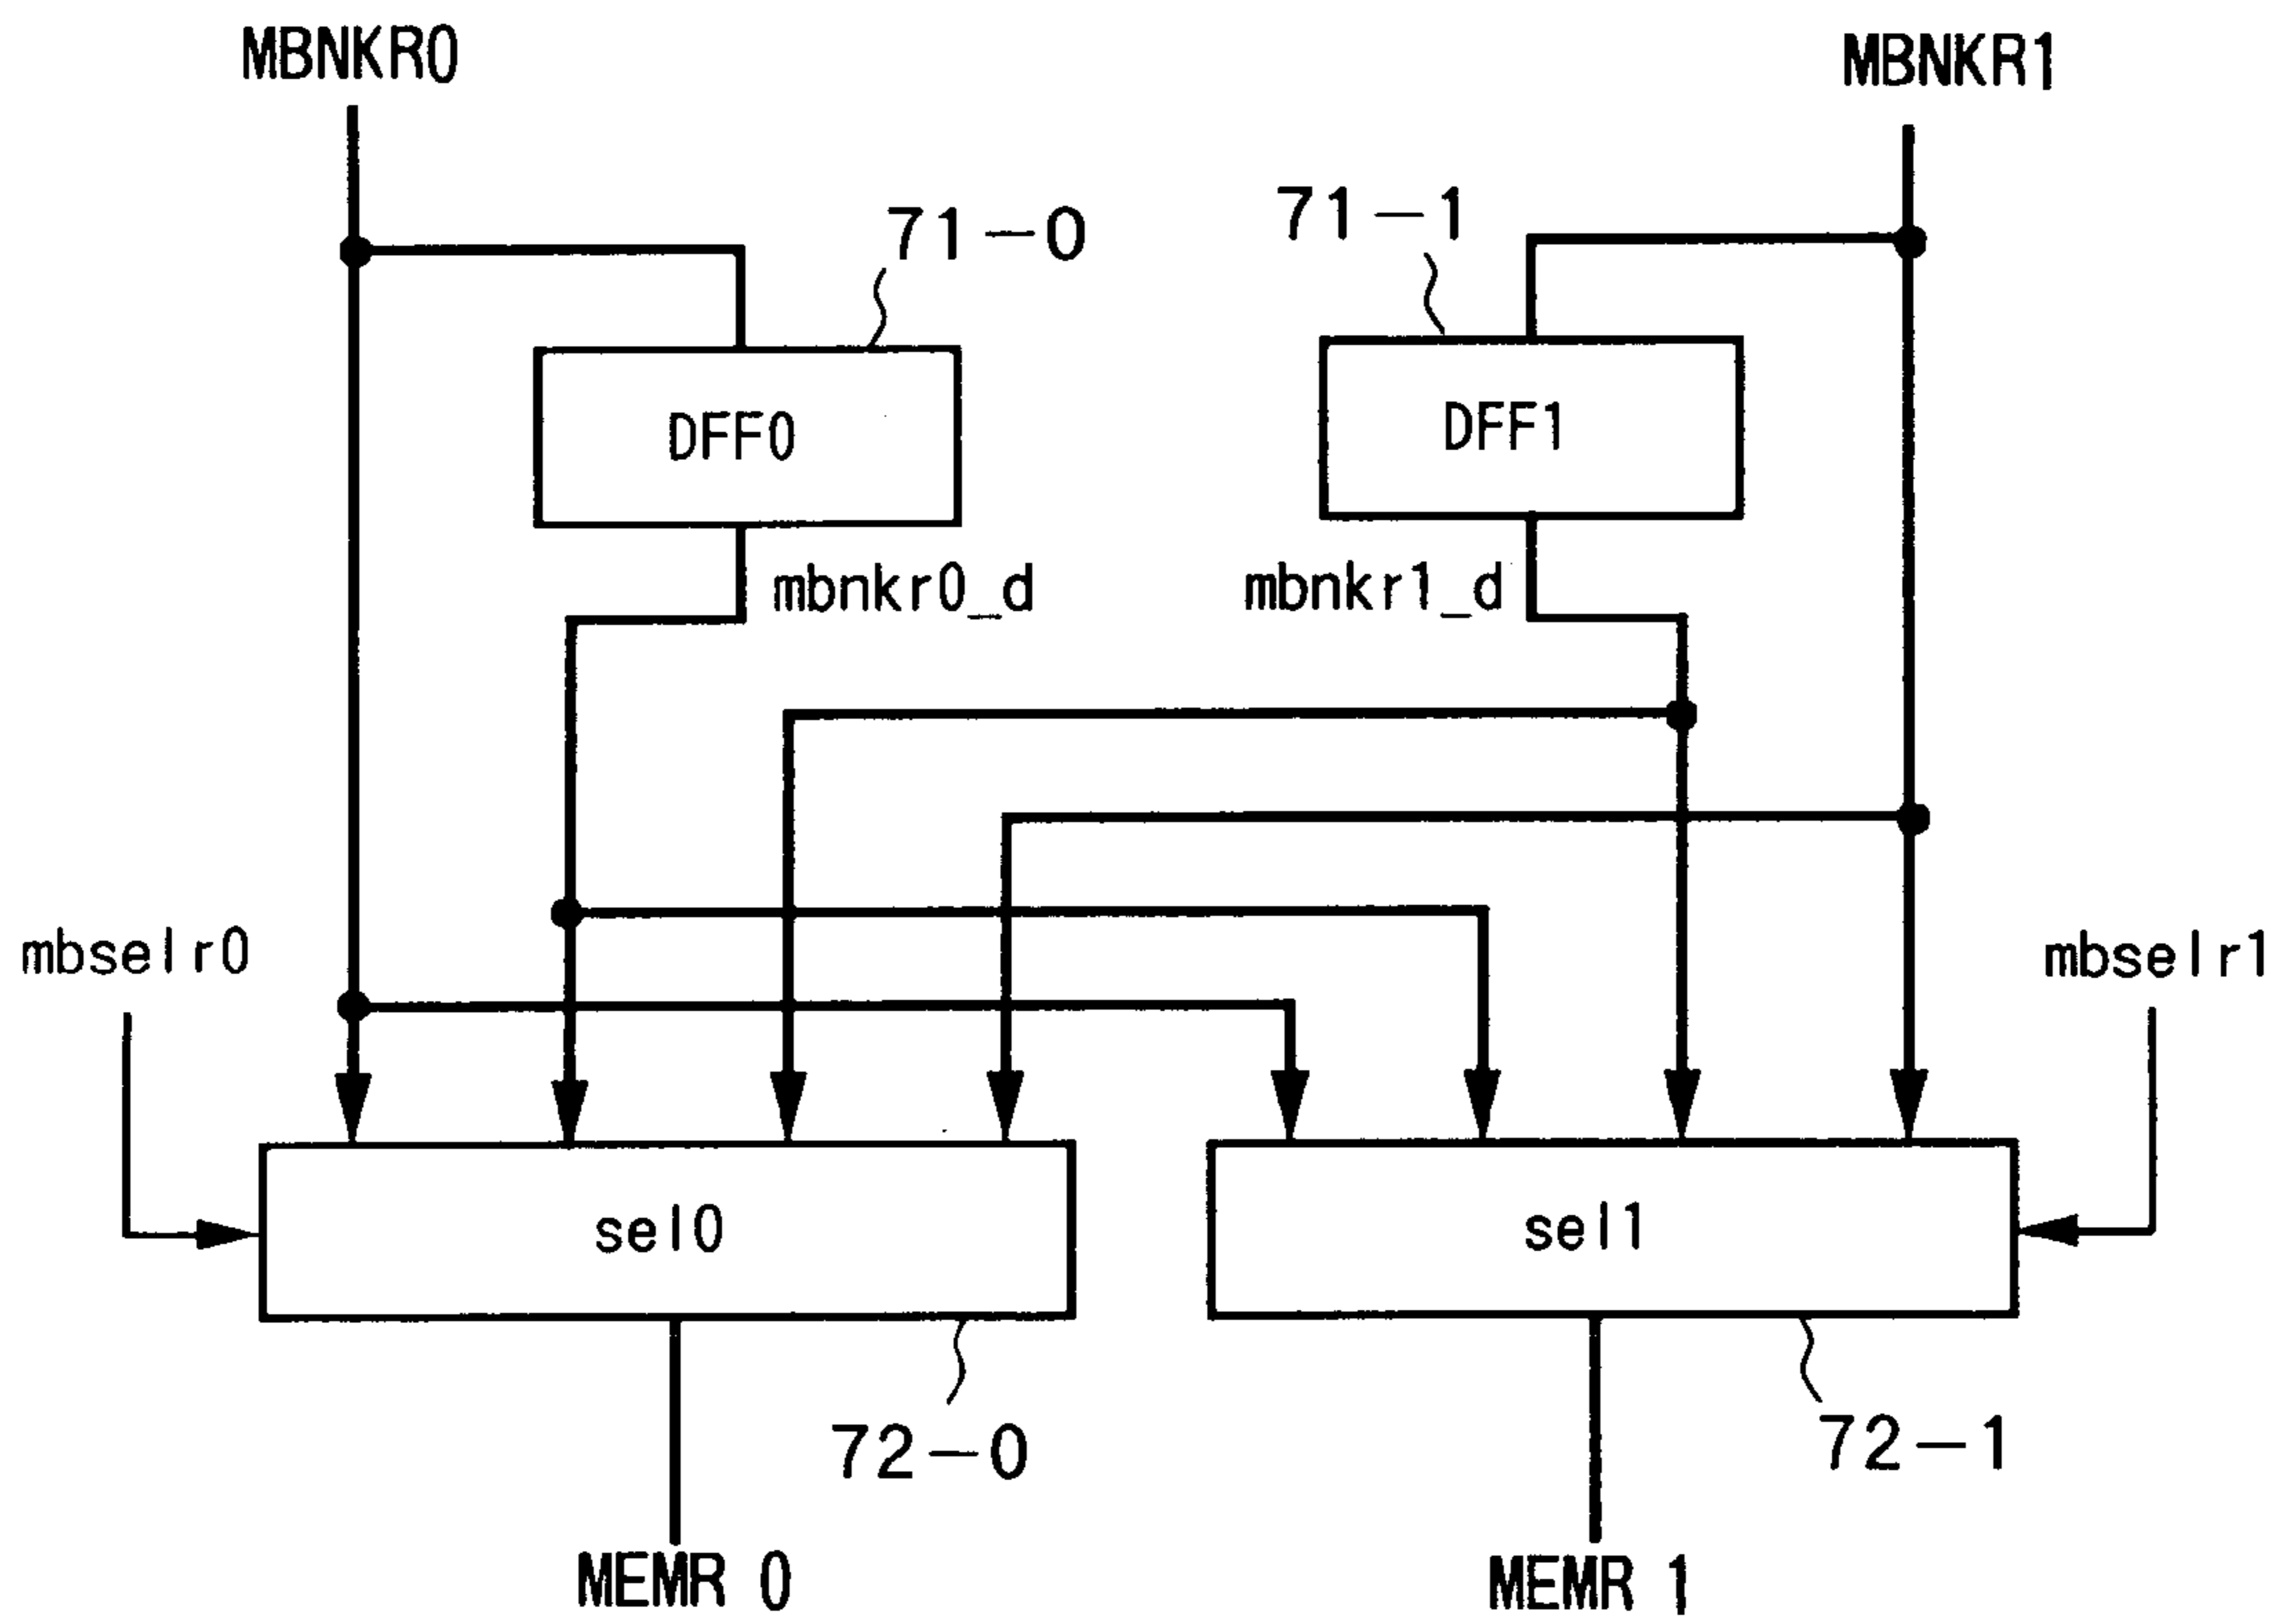 MBNKR0
MBNKR1
71-0
71-1
DFF0
DFF1
mbnkr0_d
mbnkr1_d
mbselr0
mbselr1
sel0
sel1
72-0
72-1
MEMR 0
MEMR 1